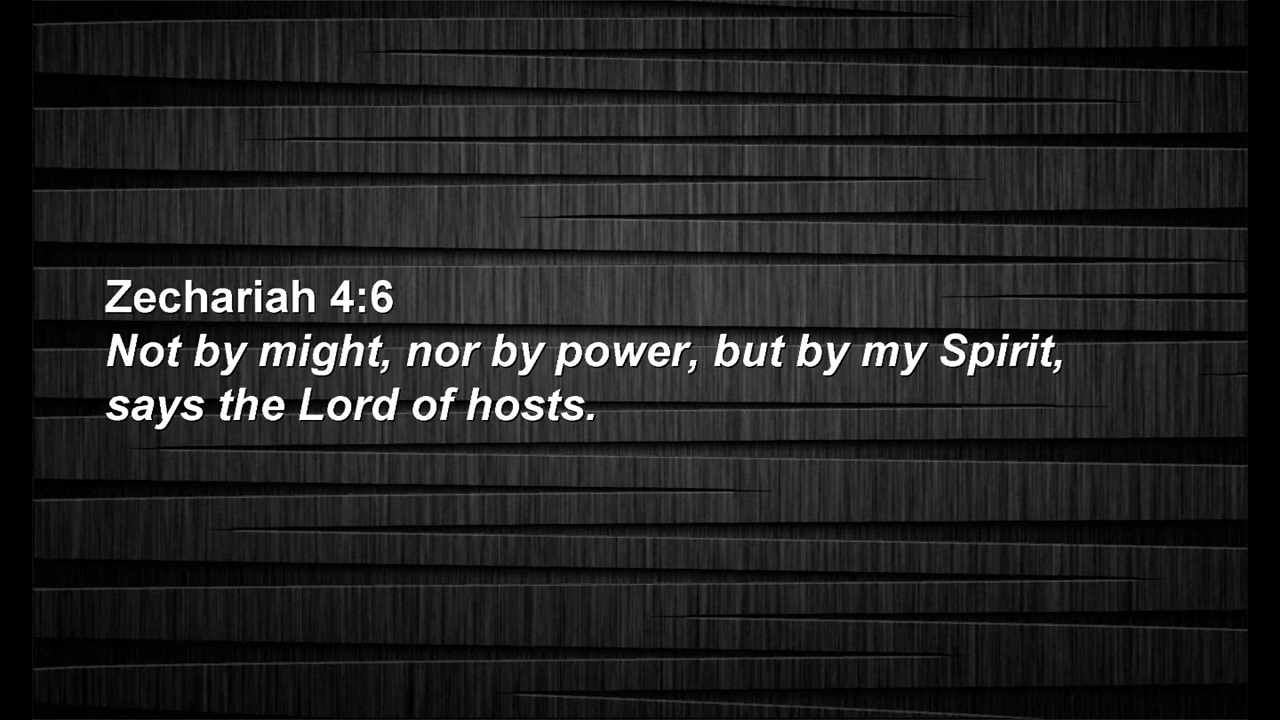 Zechariah 4:6
Not by might, nor by power, but by my Spirit,
says the Lord of hosts.